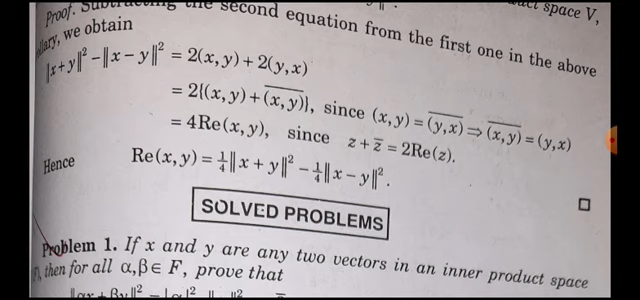 Proof. Subtracting the second equation from the first one in the above
, we obtain
space V,
‖x+y‖² − ‖x − y‖² = 2(x, y) + 2(y, x)
= 2{(x, y) + \overline{(x, y)}}, since (x, y) = \overline{(y, x)} ⇒ \overline{(x, y)} = (y, x)
= 4Re(x, y), since z + \overline{z} = 2Re(z).
Hence Re(x, y) = ¼‖x + y‖² − ¼‖x − y‖².
□
SOLVED PROBLEMS
Problem 1. If x and y are any two vectors in an inner product space
, then for all α, β ∈ F, prove that